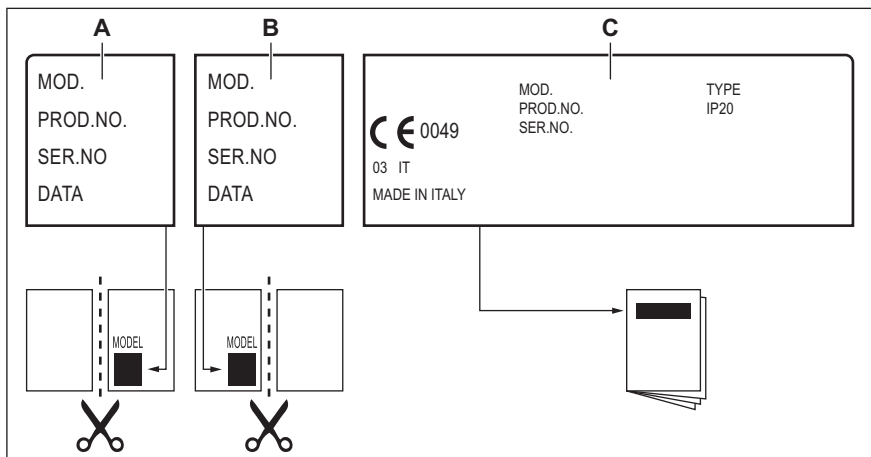 A
B
C
MOD.
PROD.NO.
SER.NO
DATA
MOD.
PROD.NO.
SER.NO
DATA
MOD.
PROD.NO.
SER.NO.
TYPE
IP20
CE 0049
03 IT
MADE IN ITALY
MODEL
MODEL